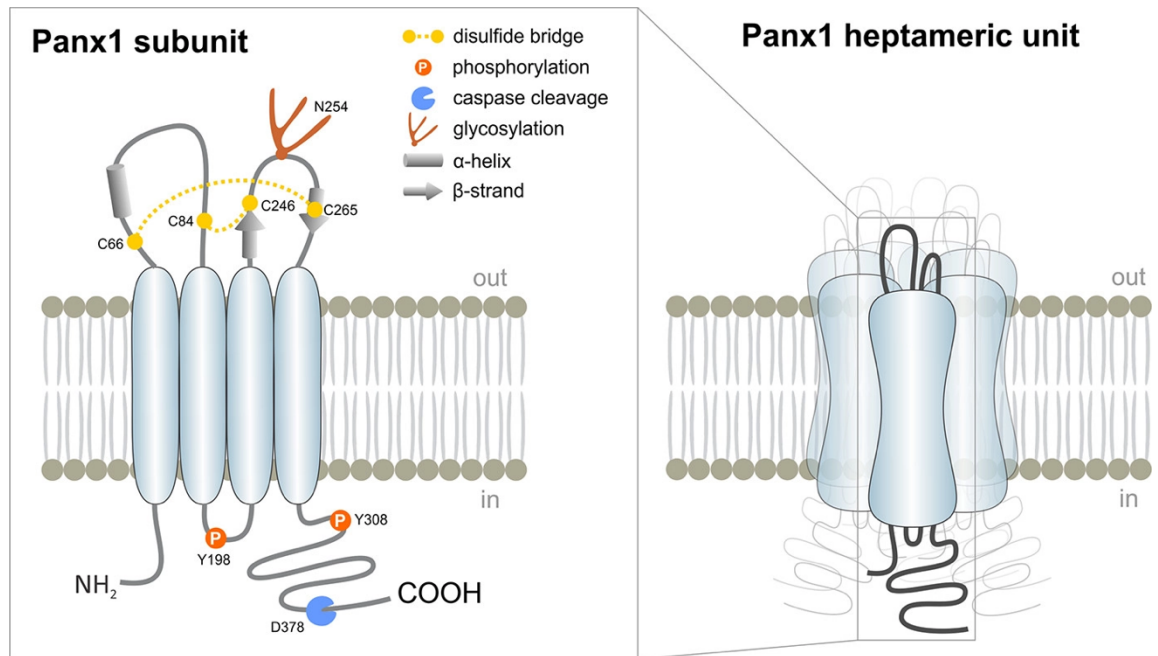 Panx1 subunit
disulfide bridge
P phosphorylation
caspase cleavage
glycosylation
α-helix
β-strand
N254
C66
C84
C246
C265
out
in
P
Y198
P
Y308
NH2
D378
COOH
Panx1 heptameric unit
out
in